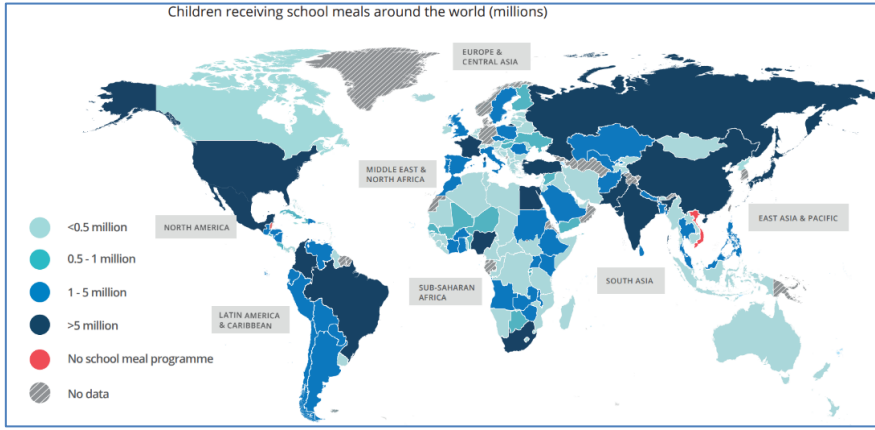 Children receiving school meals around the world (millions)
EUROPE &
CENTRAL ASIA
MIDDLE EAST &
NORTH AFRICA
NORTH AMERICA
EAST ASIA & PACIFIC
SUB-SAHARAN
AFRICA
SOUTH ASIA
LATIN AMERICA
& CARIBBEAN
<0.5 million
0.5 - 1 million
1 - 5 million
>5 million
No school meal programme
No data